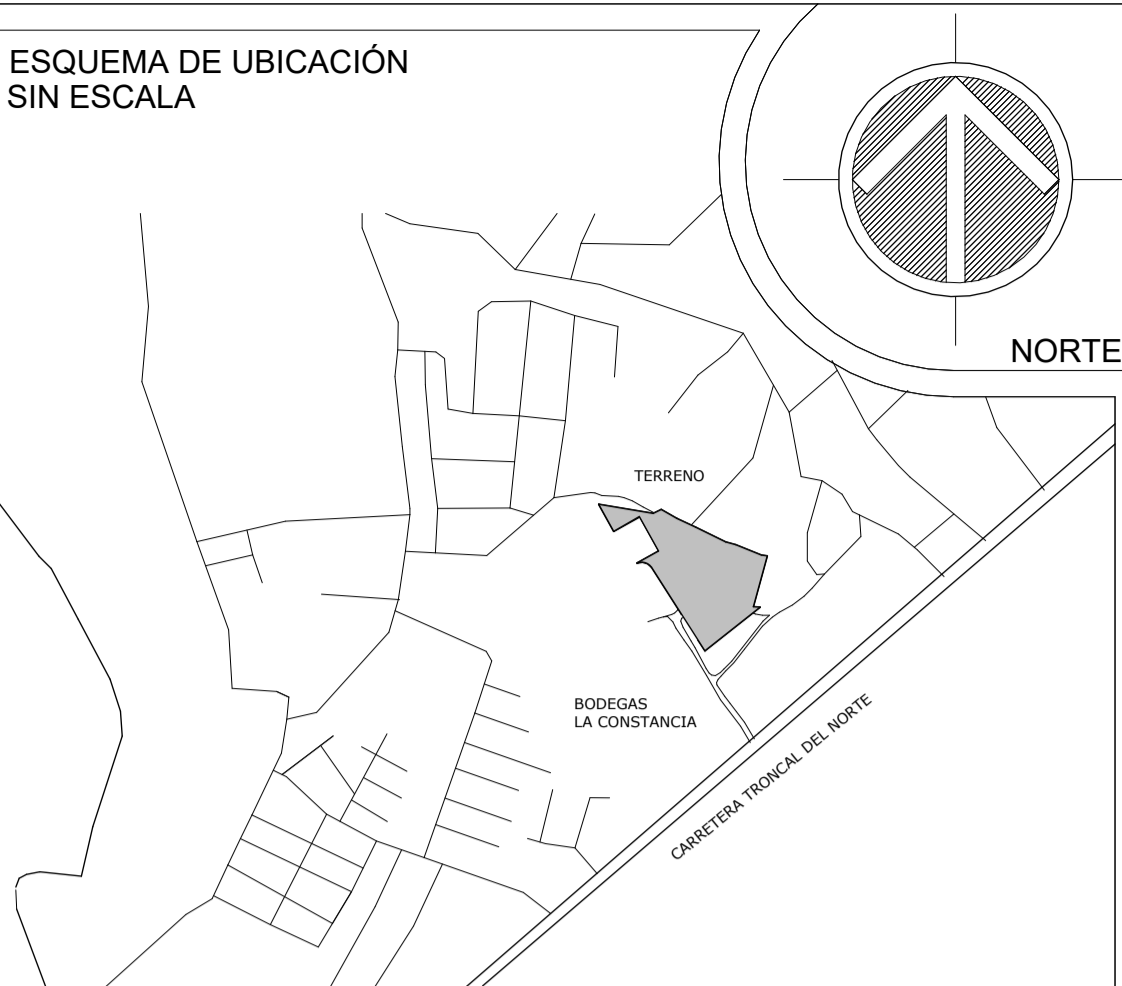 ESQUEMA DE UBICACIÓN
SIN ESCALA
NORTE
TERRENO
BODEGAS
LA CONSTANCIA
CARRETERA TRONCAL DEL NORTE